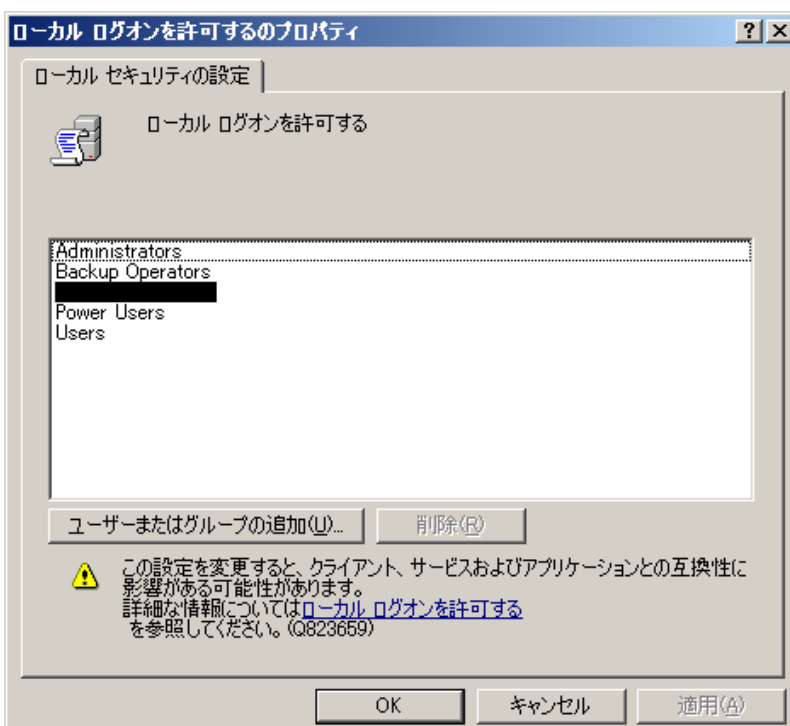 ローカル ログオンを許可するのプロパティ
ローカル セキュリティの設定
ローカル ログオンを許可する
Administrators
Backup Operators
Power Users
Users
ユーザーまたはグループの追加(U)...
削除(R)
この設定を変更すると、クライアント、サービスおよびアプリケーションとの互換性に
影響がある可能性があります。
詳細な情報についてはローカル ログオンを許可する
を参照してください。(Q823659)
OK
キャンセル
適用(A)